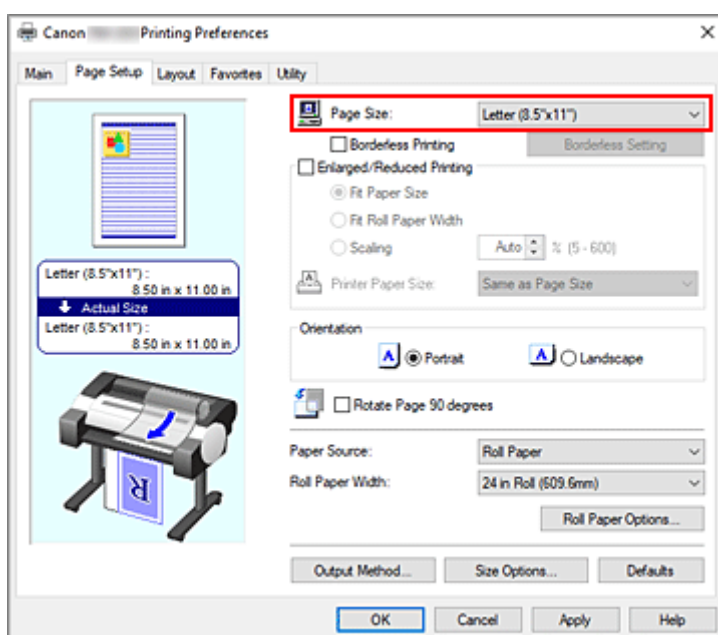 Canon Printing Preferences
Main Page Setup Layout Favorites Utility
Page Size: Letter (8.5"x11")
Borderless Printing Borderless Setting
Enlarged/Reduced Printing
Fit Paper Size
Fit Roll Paper Width
Scaling Auto % (5 - 600)
Printer Paper Size: Same as Page Size
Letter (8.5"x11") :
8.50 in x 11.00 in
Actual Size
Letter (8.5"x11") :
8.50 in x 11.00 in
Orientation
A Portrait A Landscape
Rotate Page 90 degrees
Paper Source: Roll Paper
Roll Paper Width: 24 in Roll (609.6mm)
Roll Paper Options...
R
Output Method... Size Options... Defaults
OK Cancel Apply Help